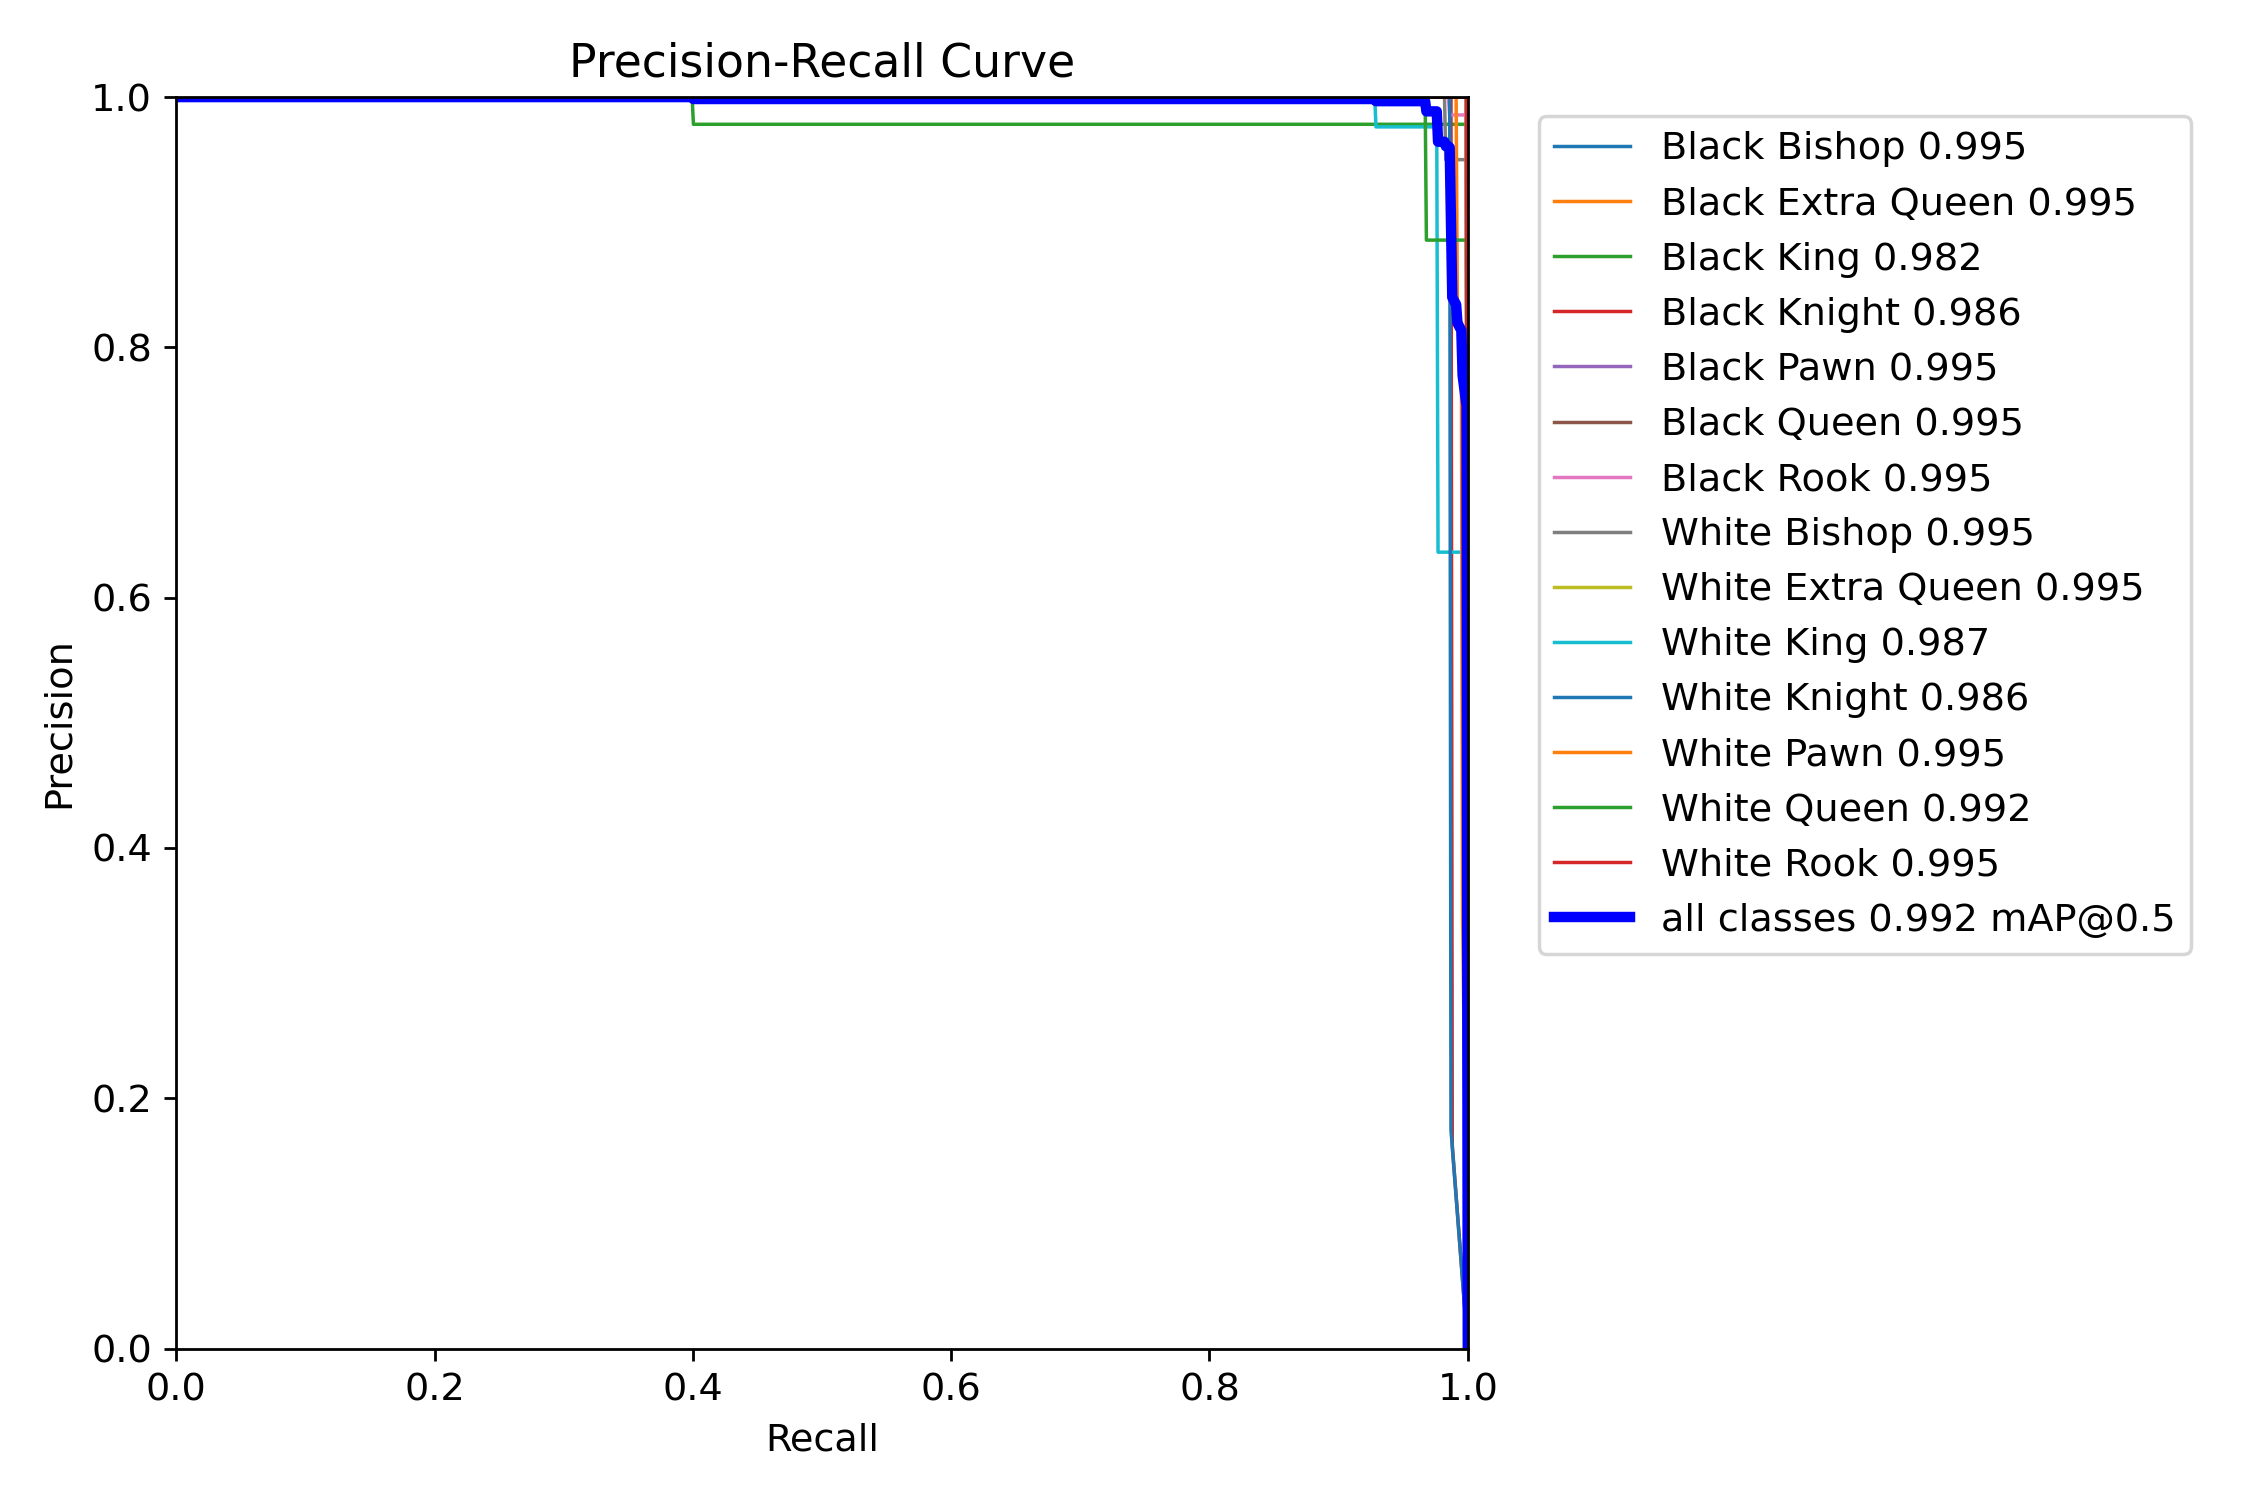 Precision-Recall Curve
1.0
0.8
0.6
0.4
0.2
0.0
Precision
0.0 0.2 0.4 0.6 0.8 1.0
Recall
Black Bishop 0.995
Black Extra Queen 0.995
Black King 0.982
Black Knight 0.986
Black Pawn 0.995
Black Queen 0.995
Black Rook 0.995
White Bishop 0.995
White Extra Queen 0.995
White King 0.987
White Knight 0.986
White Pawn 0.995
White Queen 0.992
White Rook 0.995
all classes 0.992 mAP@0.5